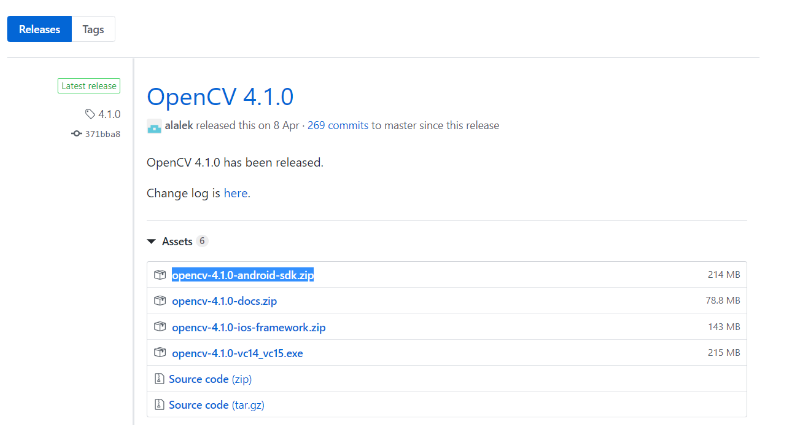 Releases Tags
Latest release
4.1.0
371bba8
OpenCV 4.1.0
alalek released this on 8 Apr · 269 commits to master since this release
OpenCV 4.1.0 has been released.
Change log is here.
Assets 6
opencv-4.1.0-android-sdk.zip 214 MB
opencv-4.1.0-docs.zip 78.8 MB
opencv-4.1.0-ios-framework.zip 143 MB
opencv-4.1.0-vc14_vc15.exe 215 MB
Source code (zip)
Source code (tar.gz)